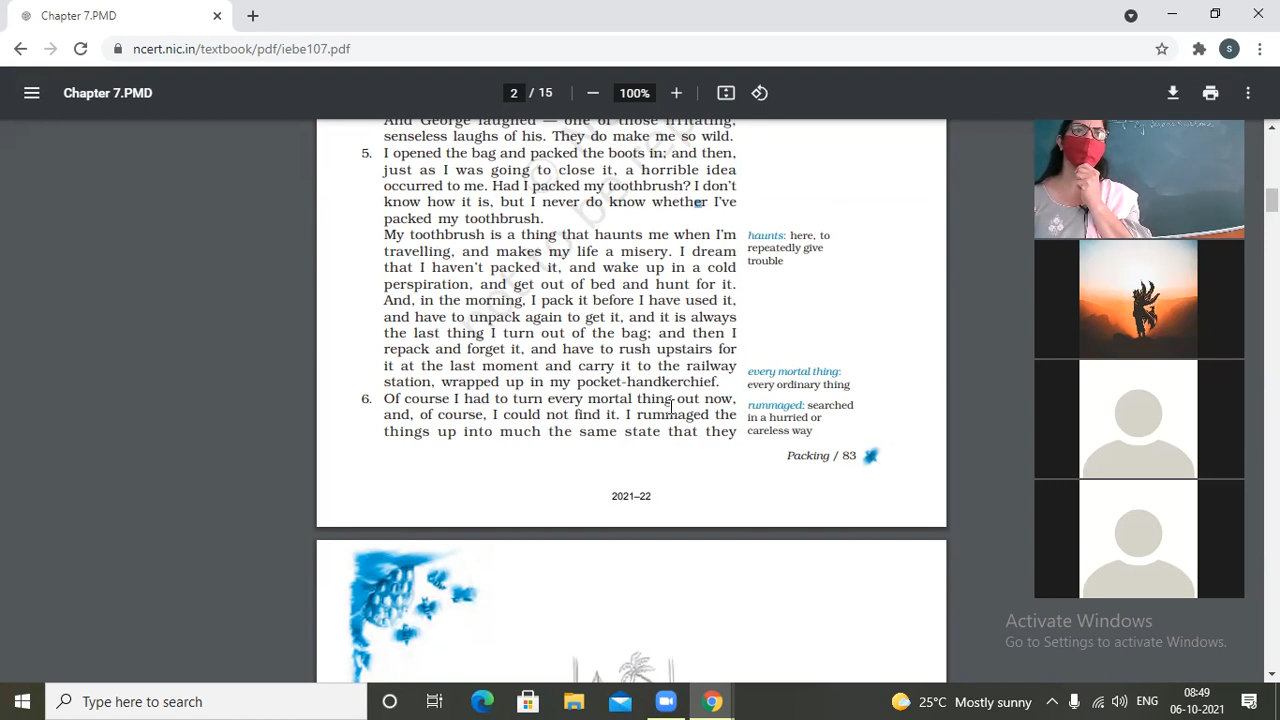 Chapter 7.PMD
ncert.nic.in/textbook/pdf/iebe107.pdf
S
Chapter 7.PMD
2 / 15
100%
And George laughed — one of those irritating,
senseless laughs of his. They do make me so wild.
5. I opened the bag and packed the boots in; and then,
just as I was going to close it, a horrible idea
occurred to me. Had I packed my toothbrush? I don't
know how it is, but I never do know whether I've
packed my toothbrush.
My toothbrush is a thing that haunts me when I'm
travelling, and makes my life a misery. I dream
that I haven't packed it, and wake up in a cold
perspiration, and get out of bed and hunt for it.
And, in the morning, I pack it before I have used it,
and have to unpack again to get it, and it is always
the last thing I turn out of the bag; and then I
repack and forget it, and have to rush upstairs for
it at the last moment and carry it to the railway
station, wrapped up in my pocket-handkerchief.
6. Of course I had to turn every mortal thing out now,
and, of course, I could not find it. I rummaged the
things up into much the same state that they
haunts: here, to
repeatedly give
trouble
every mortal thing:
every ordinary thing
rummaged: searched
in a hurried or
careless way
Packing / 83
2021–22
Activate Windows
Go to Settings to activate Windows.
Type here to search
25°C Mostly sunny
ENG
08:49
06-10-2021